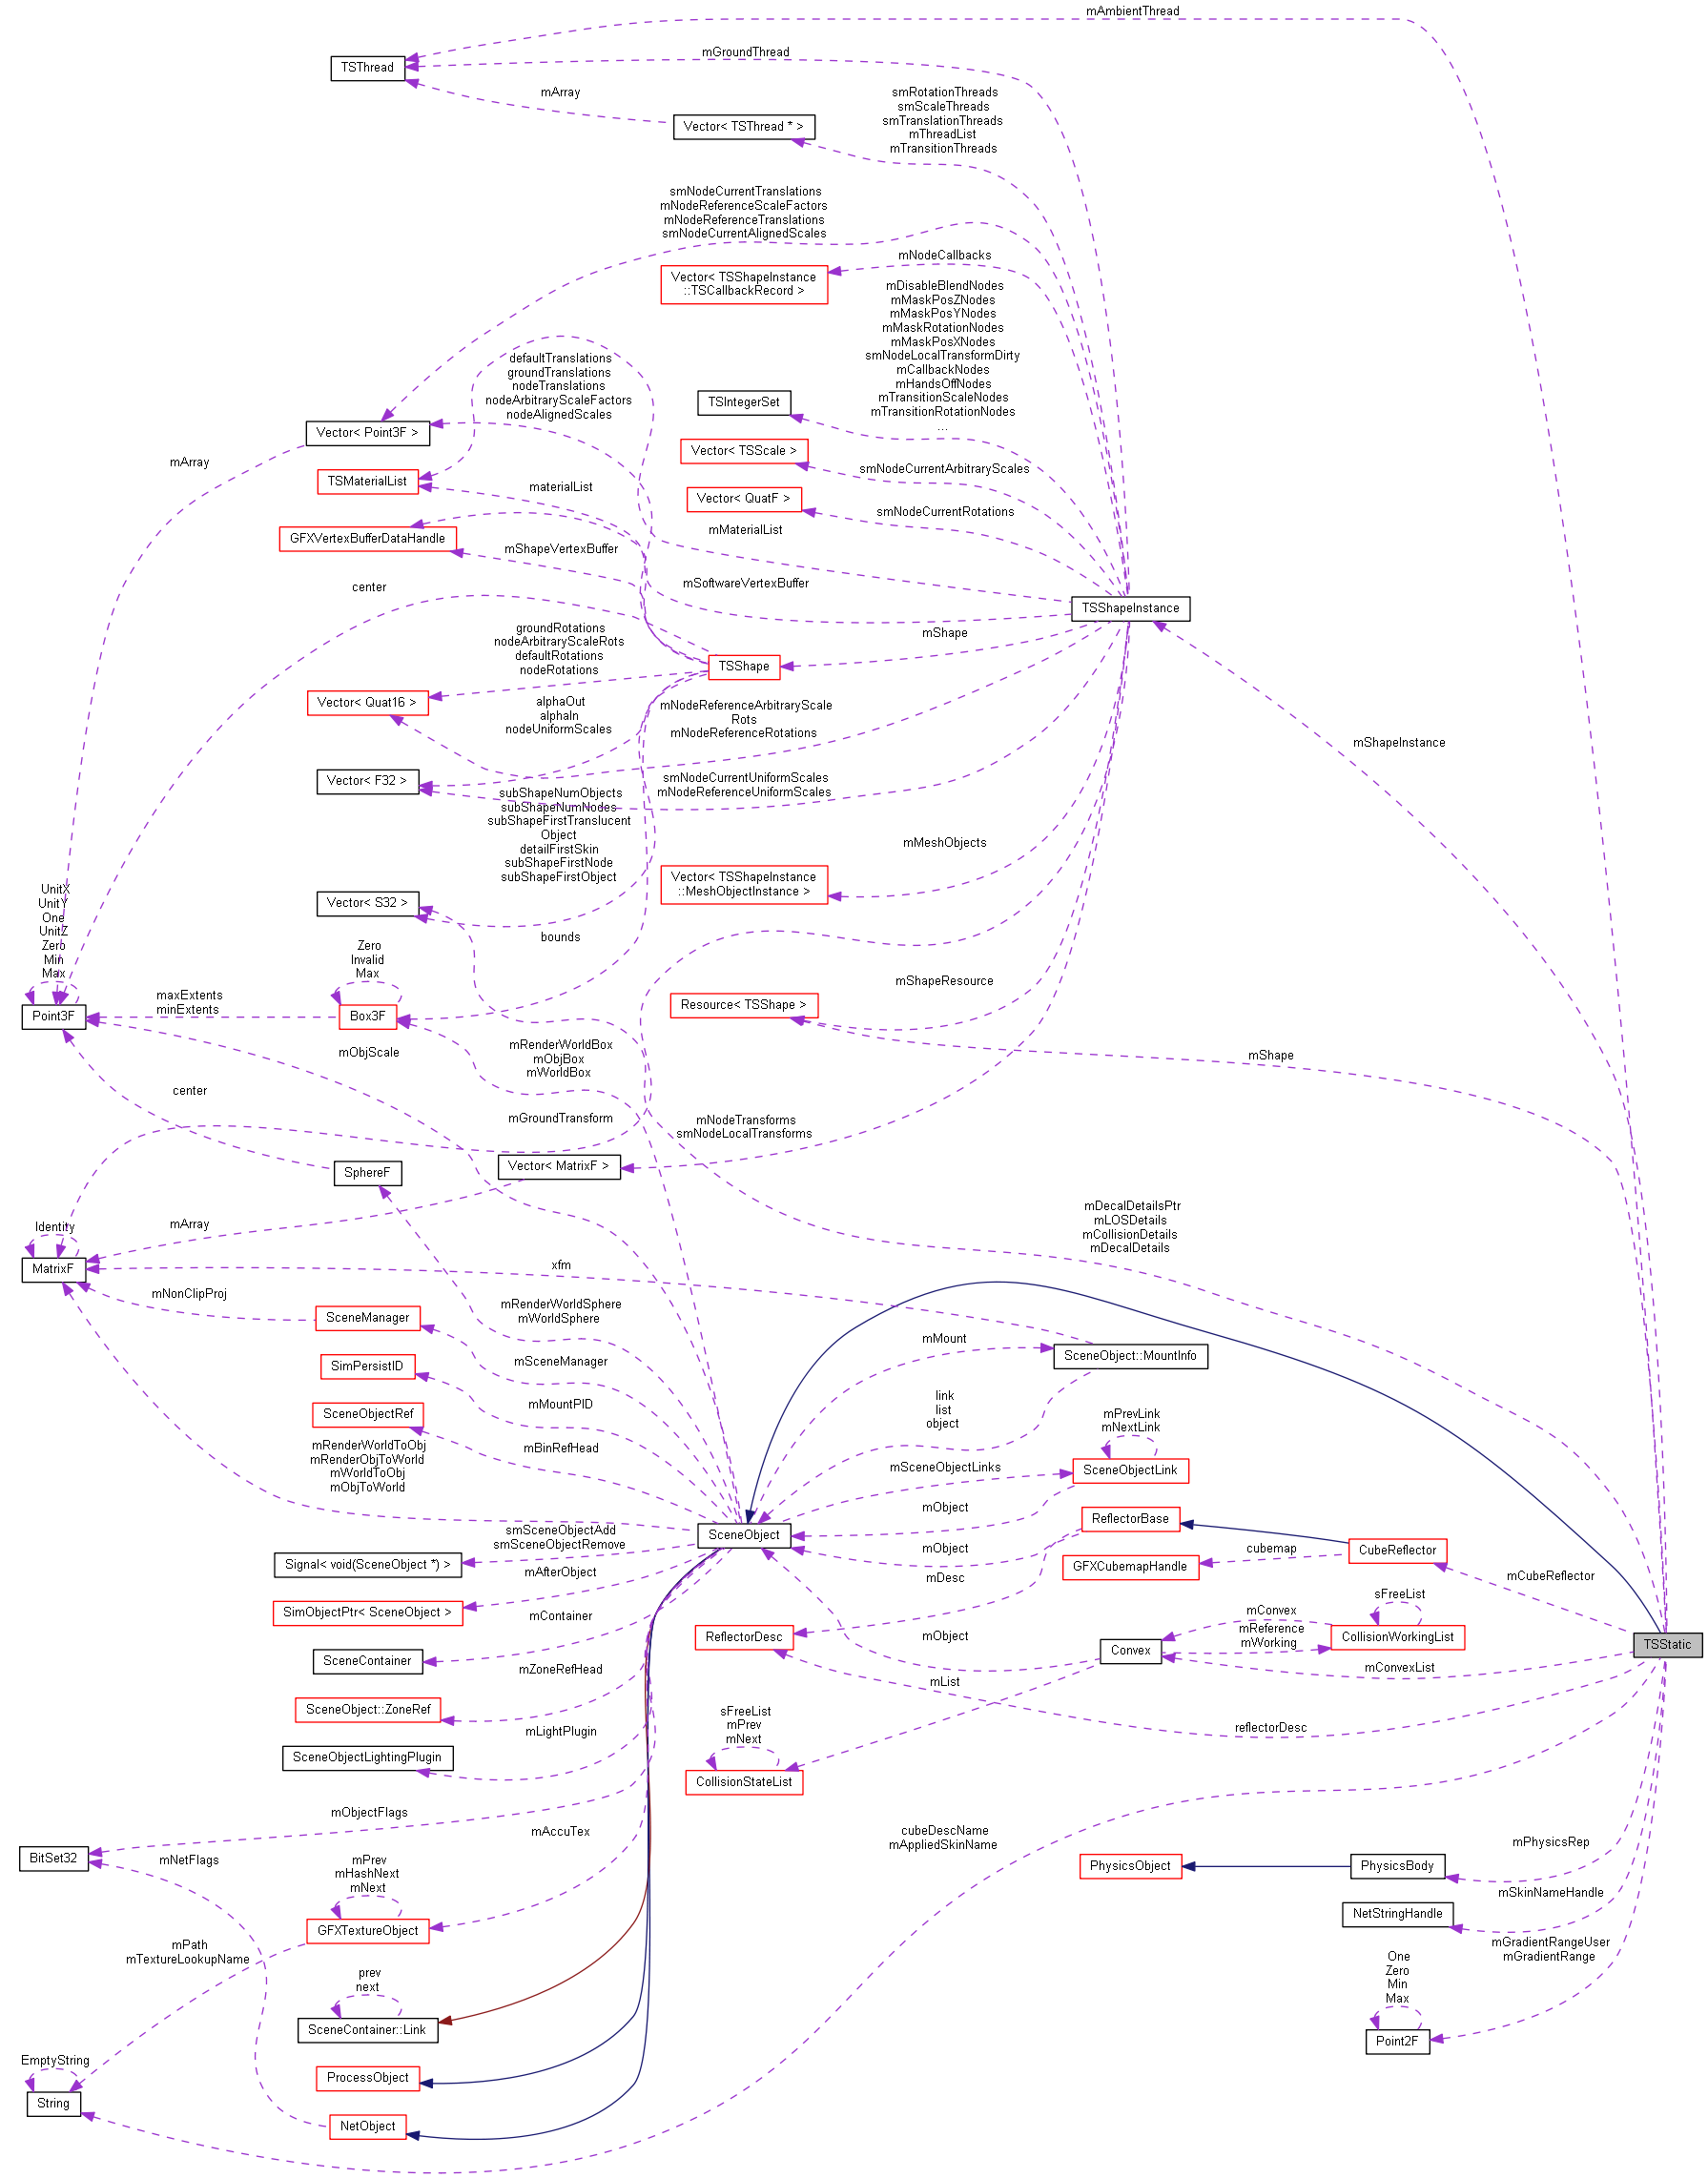 mAmbientThread
mGroundThread
TSThread
mArray
smRotationThreads
smScaleThreads
smTranslationThreads
mThreadList
mTransitionThreads
Vector< TSThread * >
smNodeCurrentTranslations
mNodeReferenceScaleFactors
mNodeReferenceTranslations
smNodeCurrentAlignedScales
mNodeCallbacks
Vector< TSShapeInstance
::TSCallbackRecord >
mDisableBlendNodes
mMaskPosZNodes
mMaskPosYNodes
mMaskRotationNodes
mMaskPosXNodes
smNodeLocalTransformDirty
mCallbackNodes
mHandsOffNodes
mTransitionScaleNodes
mTransitionRotationNodes
...
defaultTranslations
groundTranslations
nodeTranslations
nodeArbitraryScaleFactors
nodeAlignedScales
TSIntegerSet
Vector< Point3F >
Vector< TSScale >
mArray
smNodeCurrentArbitraryScales
TSMaterialList
materialList
Vector< QuatF >
smNodeCurrentRotations
mMaterialList
GFXVertexBufferDataHandle
mShapeVertexBuffer
mSoftwareVertexBuffer
center
TSShapeInstance
groundRotations
nodeArbitraryScaleRots
defaultRotations
nodeRotations
mShape
TSShape
Vector< Quat16 >
alphaOut
alphaIn
nodeUniformScales
mNodeReferenceArbitraryScale
Rots
mNodeReferenceRotations
mShapeInstance
Vector< F32 >
smNodeCurrentUniformScales
mNodeReferenceUniformScales
subShapeNumObjects
subShapeNumNodes
subShapeFirstTranslucent
Object
detailFirstSkin
subShapeFirstNode
subShapeFirstObject
mMeshObjects
Vector< TSShapeInstance
::MeshObjectInstance >
Vector< S32 >
UnitX
UnitY
One
UnitZ
Zero
Min
Max
bounds
Zero
Invalid
Max
mShapeResource
maxExtents
minExtents
Point3F
Box3F
Resource< TSShape >
mObjScale
mRenderWorldBox
mObjBox
mWorldBox
mShape
center
mGroundTransform
mNodeTransforms
smNodeLocalTransforms
SphereF
Vector< MatrixF >
mDecalDetailsPtr
mLOSDetails
mCollisionDetails
mDecalDetails
Identity
mArray
MatrixF
xfm
mNonClipProj
SceneManager
mRenderWorldSphere
mWorldSphere
mMount
SceneObject::MountInfo
SimPersistID
mSceneManager
mMountPID
link
list
object
SceneObjectRef
mBinRefHead
mPrevLink
mNextLink
mRenderWorldToObj
mRenderObjToWorld
mWorldToObj
mObjToWorld
mSceneObjectLinks
SceneObjectLink
mObject
ReflectorBase
smSceneObjectAdd
smSceneObjectRemove
SceneObject
mObject
cubemap
CubeReflector
Signal< void(SceneObject *) >
mAfterObject
mDesc
GFXCubemapHandle
mCubeReflector
SimObjectPtr< SceneObject >
mContainer
sFreeList
mConvex
mReference
mWorking
ReflectorDesc
mObject
Convex
CollisionWorkingList
TSStatic
SceneContainer
mZoneRefHead
mConvexList
mList
SceneObject::ZoneRef
mLightPlugin
sFreeList
mPrev
mNext
reflectorDesc
SceneObjectLightingPlugin
CollisionStateList
mObjectFlags
mAccuTex
cubeDescName
mAppliedSkinName
mPhysicsRep
BitSet32
mNetFlags
mPrev
mHashNext
mNext
PhysicsObject
PhysicsBody
mSkinNameHandle
NetStringHandle
GFXTextureObject
mPath
mTextureLookupName
mGradientRangeUser
mGradientRange
One
Zero
Min
Max
prev
next
SceneContainer::Link
Point2F
EmptyString
String
ProcessObject
NetObject